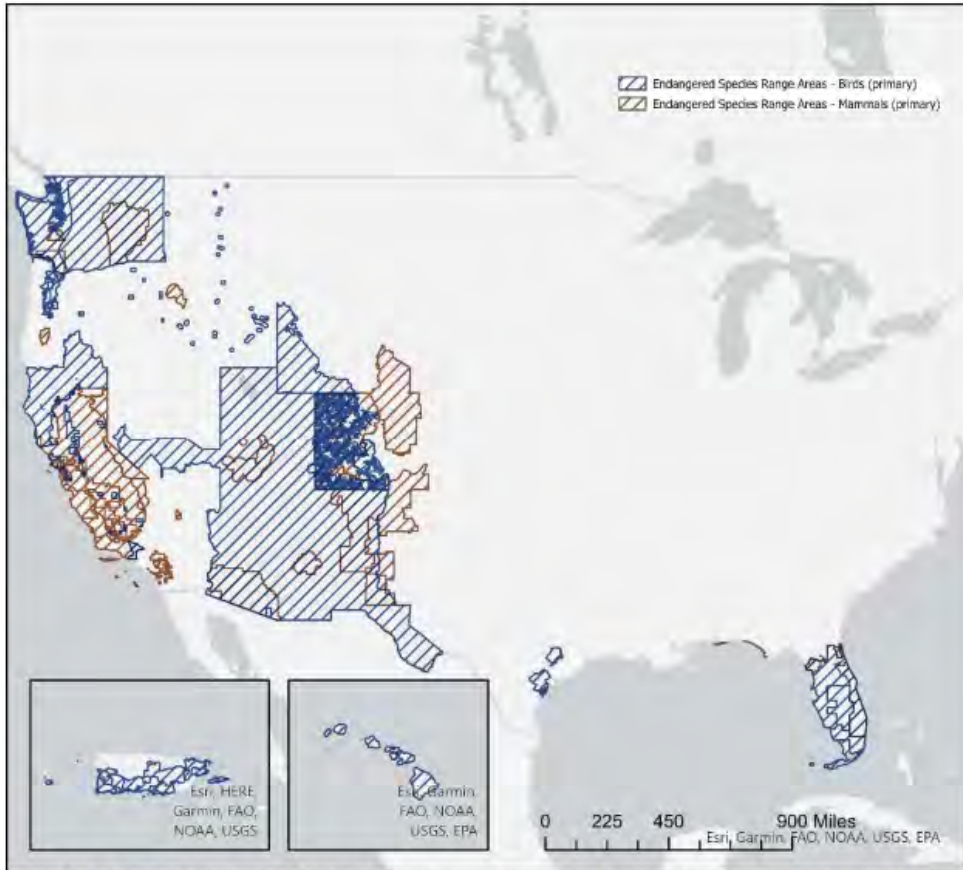 Endangered Species Range Areas - Birds (primary)
Endangered Species Range Areas - Mammals (primary)
Esri, HERE,
Garmin, FAO,
NOAA, USGS
Esri, Garmin,
FAO, NOAA,
USGS, EPA
0 225 450 900 Miles
Esri, Garmin, FAO, NOAA, USGS, EPA